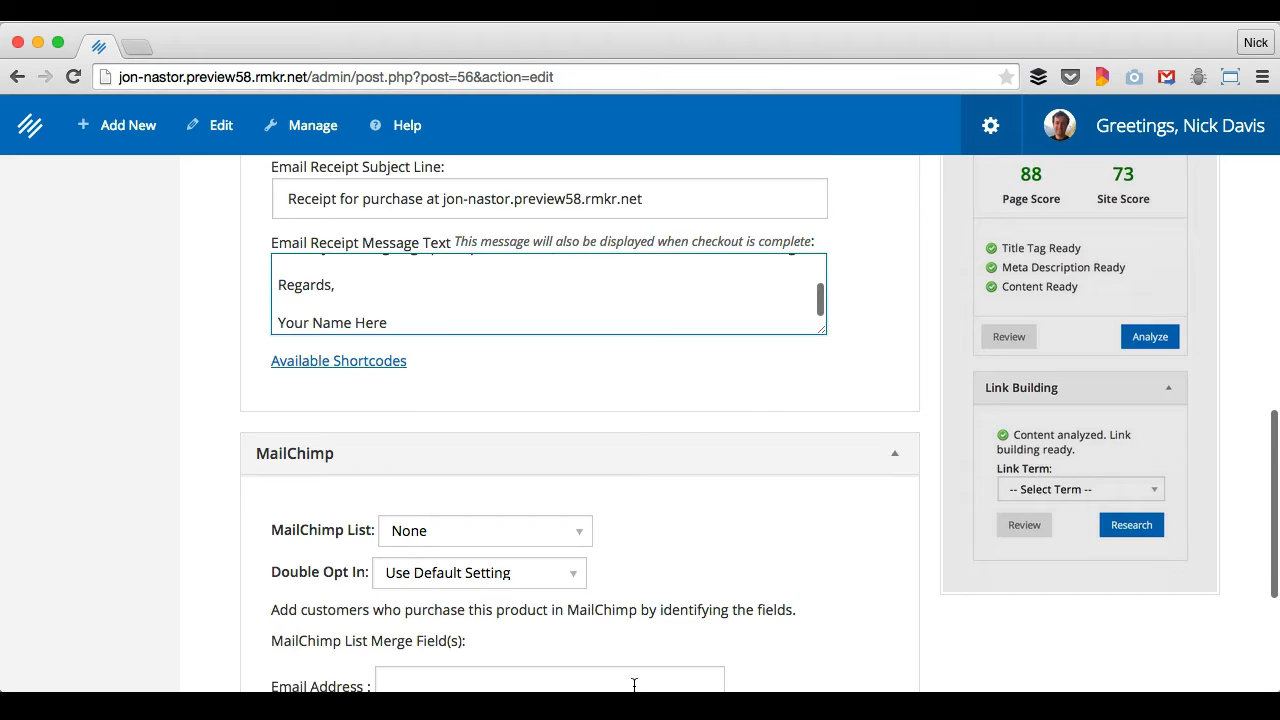 Nick
jon-nastor.preview58.rmkr.net/admin/post.php?post=56&action=edit
+ Add New Edit Manage Help Greetings, Nick Davis
Email Receipt Subject Line:
Receipt for purchase at jon-nastor.preview58.rmkr.net
Email Receipt Message Text This message will also be displayed when checkout is complete:
Regards,
Your Name Here
Available Shortcodes
MailChimp
MailChimp List: None
Double Opt In: Use Default Setting
Add customers who purchase this product in MailChimp by identifying the fields.
MailChimp List Merge Field(s):
Email Address :
88 73
Page Score Site Score
Title Tag Ready
Meta Description Ready
Content Ready
Review Analyze
Link Building
Content analyzed. Link
building ready.
Link Term:
-- Select Term --
Review Research